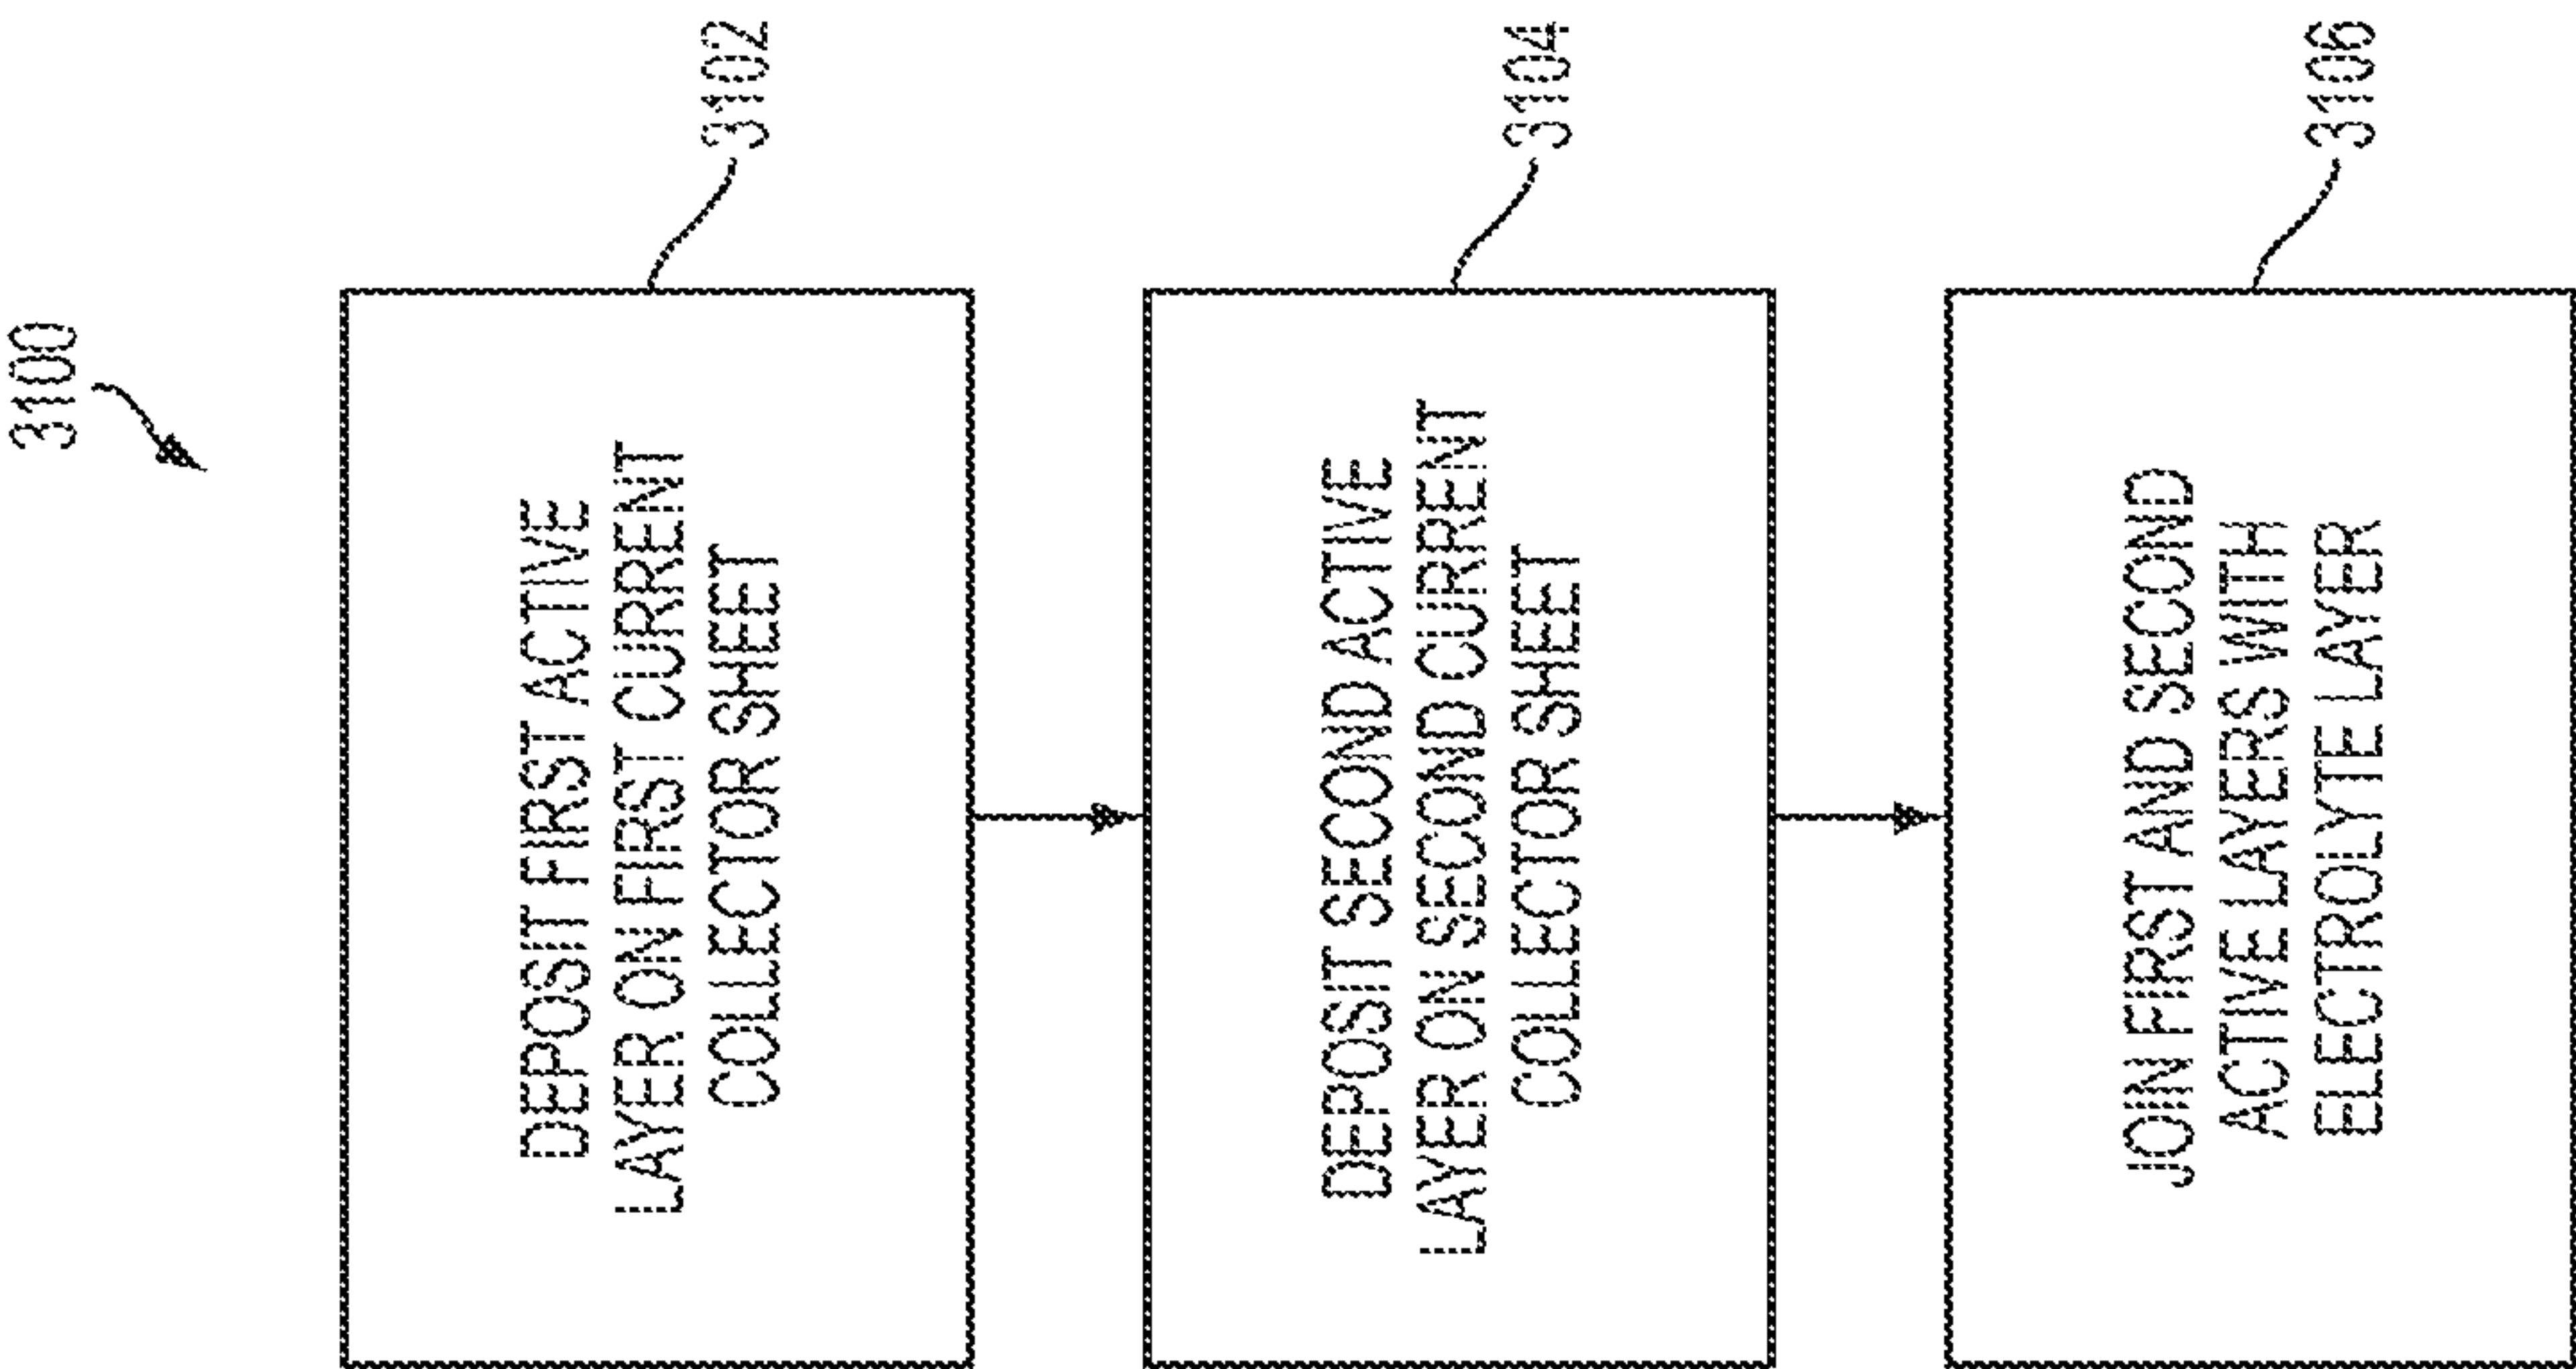 3100
DEPOSIT FIRST ACTIVE
LAYER ON FIRST CURRENT
COLLECTOR SHEET
3102
DEPOSIT SECOND ACTIVE
LAYER ON SECOND CURRENT
COLLECTOR SHEET
3104
JOIN FIRST AND SECOND
ACTIVE LAYERS WITH
ELECTROLYTE LAYER
3106